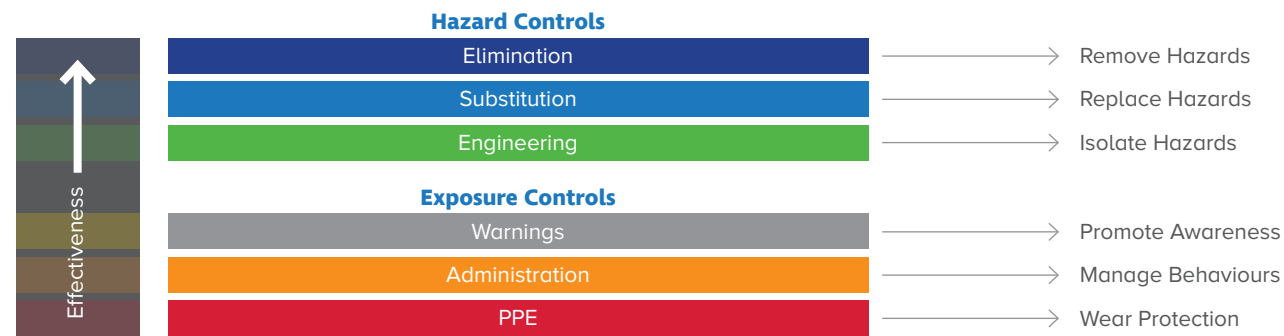 Hazard Controls
Elimination
Remove Hazards
Substitution
Replace Hazards
Engineering
Isolate Hazards
Exposure Controls
Warnings
Promote Awareness
Administration
Manage Behaviours
PPE
Wear Protection
Effectiveness